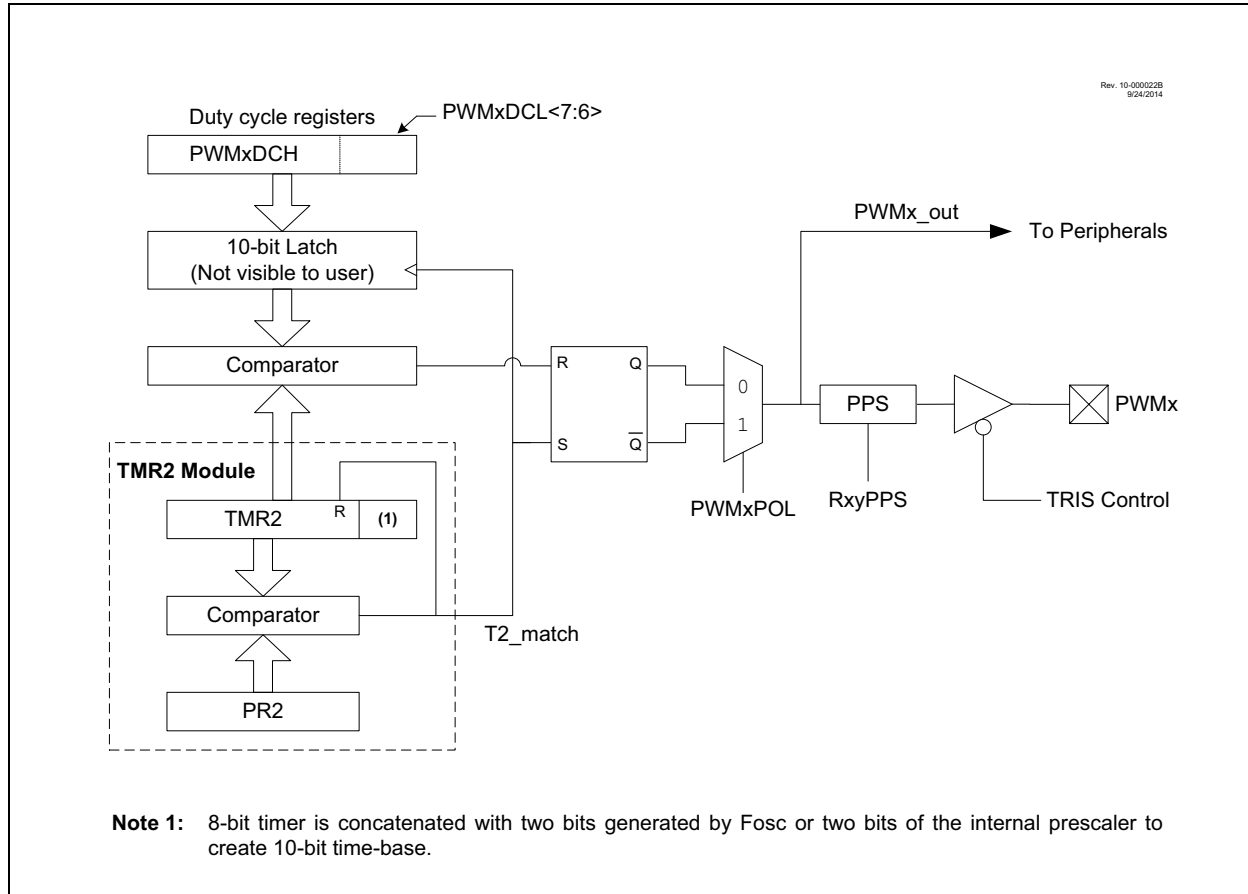 Rev. 10-000022B
9/24/2014
Duty cycle registers
PWMxDCL<7:6>
PWMxDCH
10-bit Latch
(Not visible to user)
Comparator
PWMx_out
To Peripherals
R
Q
S
Q
0
1
PPS
PWMx
PWMxPOL
RxyPPS
TRIS Control
TMR2 Module
TMR2
R
(1)
Comparator
T2_match
PR2
Note 1: 8-bit timer is concatenated with two bits generated by Fosc or two bits of the internal prescaler to
create 10-bit time-base.